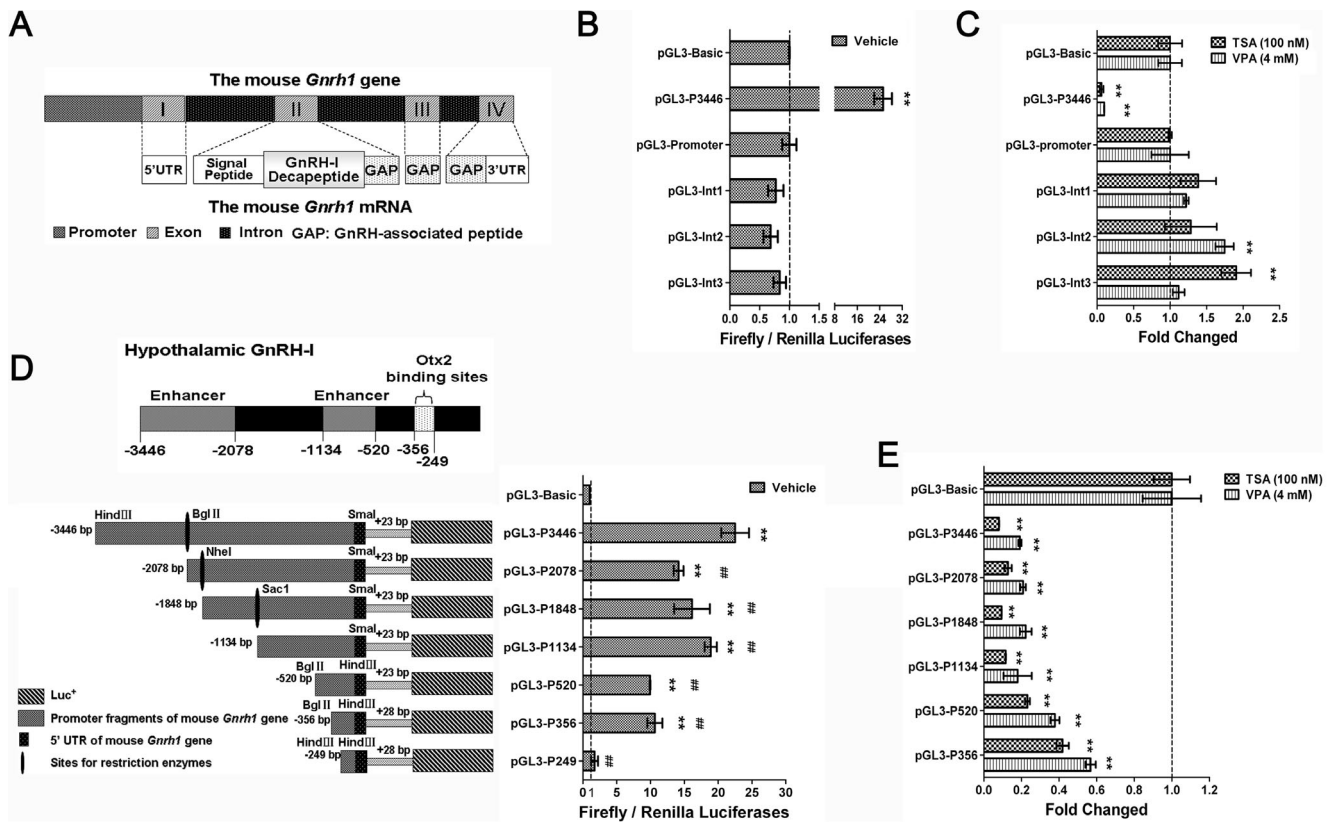 A
The mouse Gnrh1 gene
I II III IV
5'UTR Signal Peptide GnRH-I Decapeptide GAP GAP GAP 3'UTR
The mouse Gnrh1 mRNA
Promoter Exon Intron GAP: GnRH-associated peptide
B
Vehicle
pGL3-Basic
pGL3-P3446
**
pGL3-Promoter
pGL3-Int1
pGL3-Int2
pGL3-Int3
0.0 0.5 1.0 1.5 8 16 24 32
Firefly / Renilla Luciferases
C
TSA (100 nM)
VPA (4 mM)
pGL3-Basic
pGL3-P3446
**
**
pGL3-promoter
pGL3-Int1
pGL3-Int2
**
pGL3-Int3
**
0.0 0.5 1.0 1.5 2.0 2.5
Fold Changed
D
Hypothalamic GnRH-I
Otx2
binding sites
Enhancer Enhancer
-3446 -2078 -1134 -520 -356
-249
HindIII Bgl II SmaI +23 bp
-3446 bp
NheI SmaI +23 bp
-2078 bp
Sac1 SmaI +23 bp
-1848 bp
SmaI +23 bp
-1134 bp
Bgl II HindIII +23 bp
-520 bp
Bgl II HindIII +28 bp
-356 bp
HindIII HindIII +28 bp
-249 bp
Luc+
Promoter fragments of mouse Gnrh1 gene
5' UTR of mouse Gnrh1 gene
Sites for restriction enzymes
Vehicle
pGL3-Basic
pGL3-P3446 **
pGL3-P2078 ** ##
pGL3-P1848 ** ##
pGL3-P1134 ** ##
pGL3-P520 ** ##
pGL3-P356 ** ##
pGL3-P249 ##
0 1 5 10 15 20 25 30
Firefly / Renilla Luciferases
E
TSA (100 nM)
VPA (4 mM)
pGL3-Basic
pGL3-P3446
**
**
pGL3-P2078
**
**
pGL3-P1848
**
**
pGL3-P1134
**
**
pGL3-P520
**
**
pGL3-P356
**
**
0.0 0.2 0.4 0.6 0.8 1.0 1.2
Fold Changed